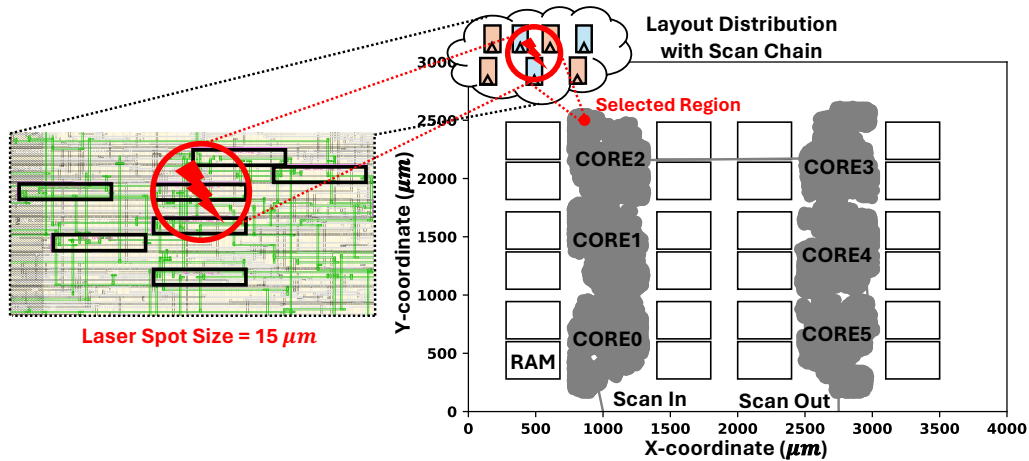 Layout Distribution
with Scan Chain
3000
Selected Region
2500
CORE2
CORE3
2000
Y-coordinate (μm)
1500
CORE1
CORE4
1000
Laser Spot Size = 15 μm
CORE0
CORE5
500
RAM
Scan In
Scan Out
0
0
500
1000
1500
2000
2500
3000
3500
4000
X-coordinate (μm)